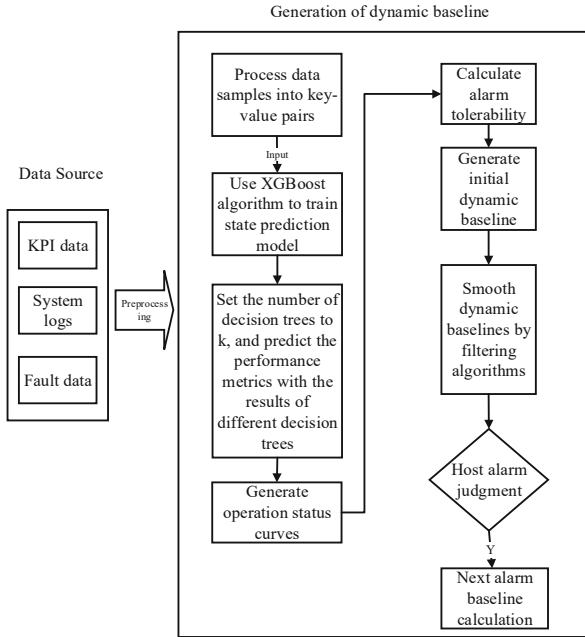 Generation of dynamic baseline
Data Source
KPI data
System
logs
Fault data
Preprocess
ing
Process data
samples into key-
value pairs
Input
Use XGBoost
algorithm to train
state prediction
model
Set the number of
decision trees to
k, and predict the
performance
metrics with the
results of
different decision
trees
Generate
operation status
curves
Calculate
alarm
tolerability
Generate
initial dynamic
baseline
Smooth
dynamic
baselines by
filtering
algorithms
Host alarm
judgment
Y
Next alarm
baseline
calculation